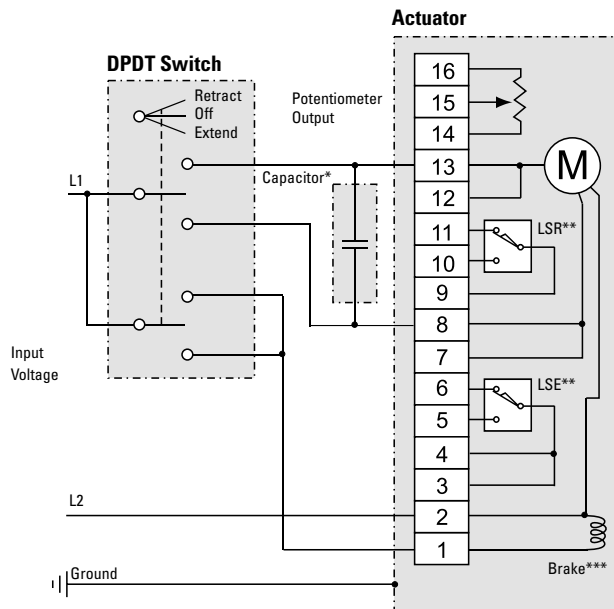 Actuator
DPDT Switch
Retract
Off
Extend
Potentiometer
Output
16
15
14
13
12
11
10
9
8
7
6
5
4
3
2
1
M
L1
Capacitor*
LSR**
Input
Voltage
LSE**
L2
Ground
Brake***